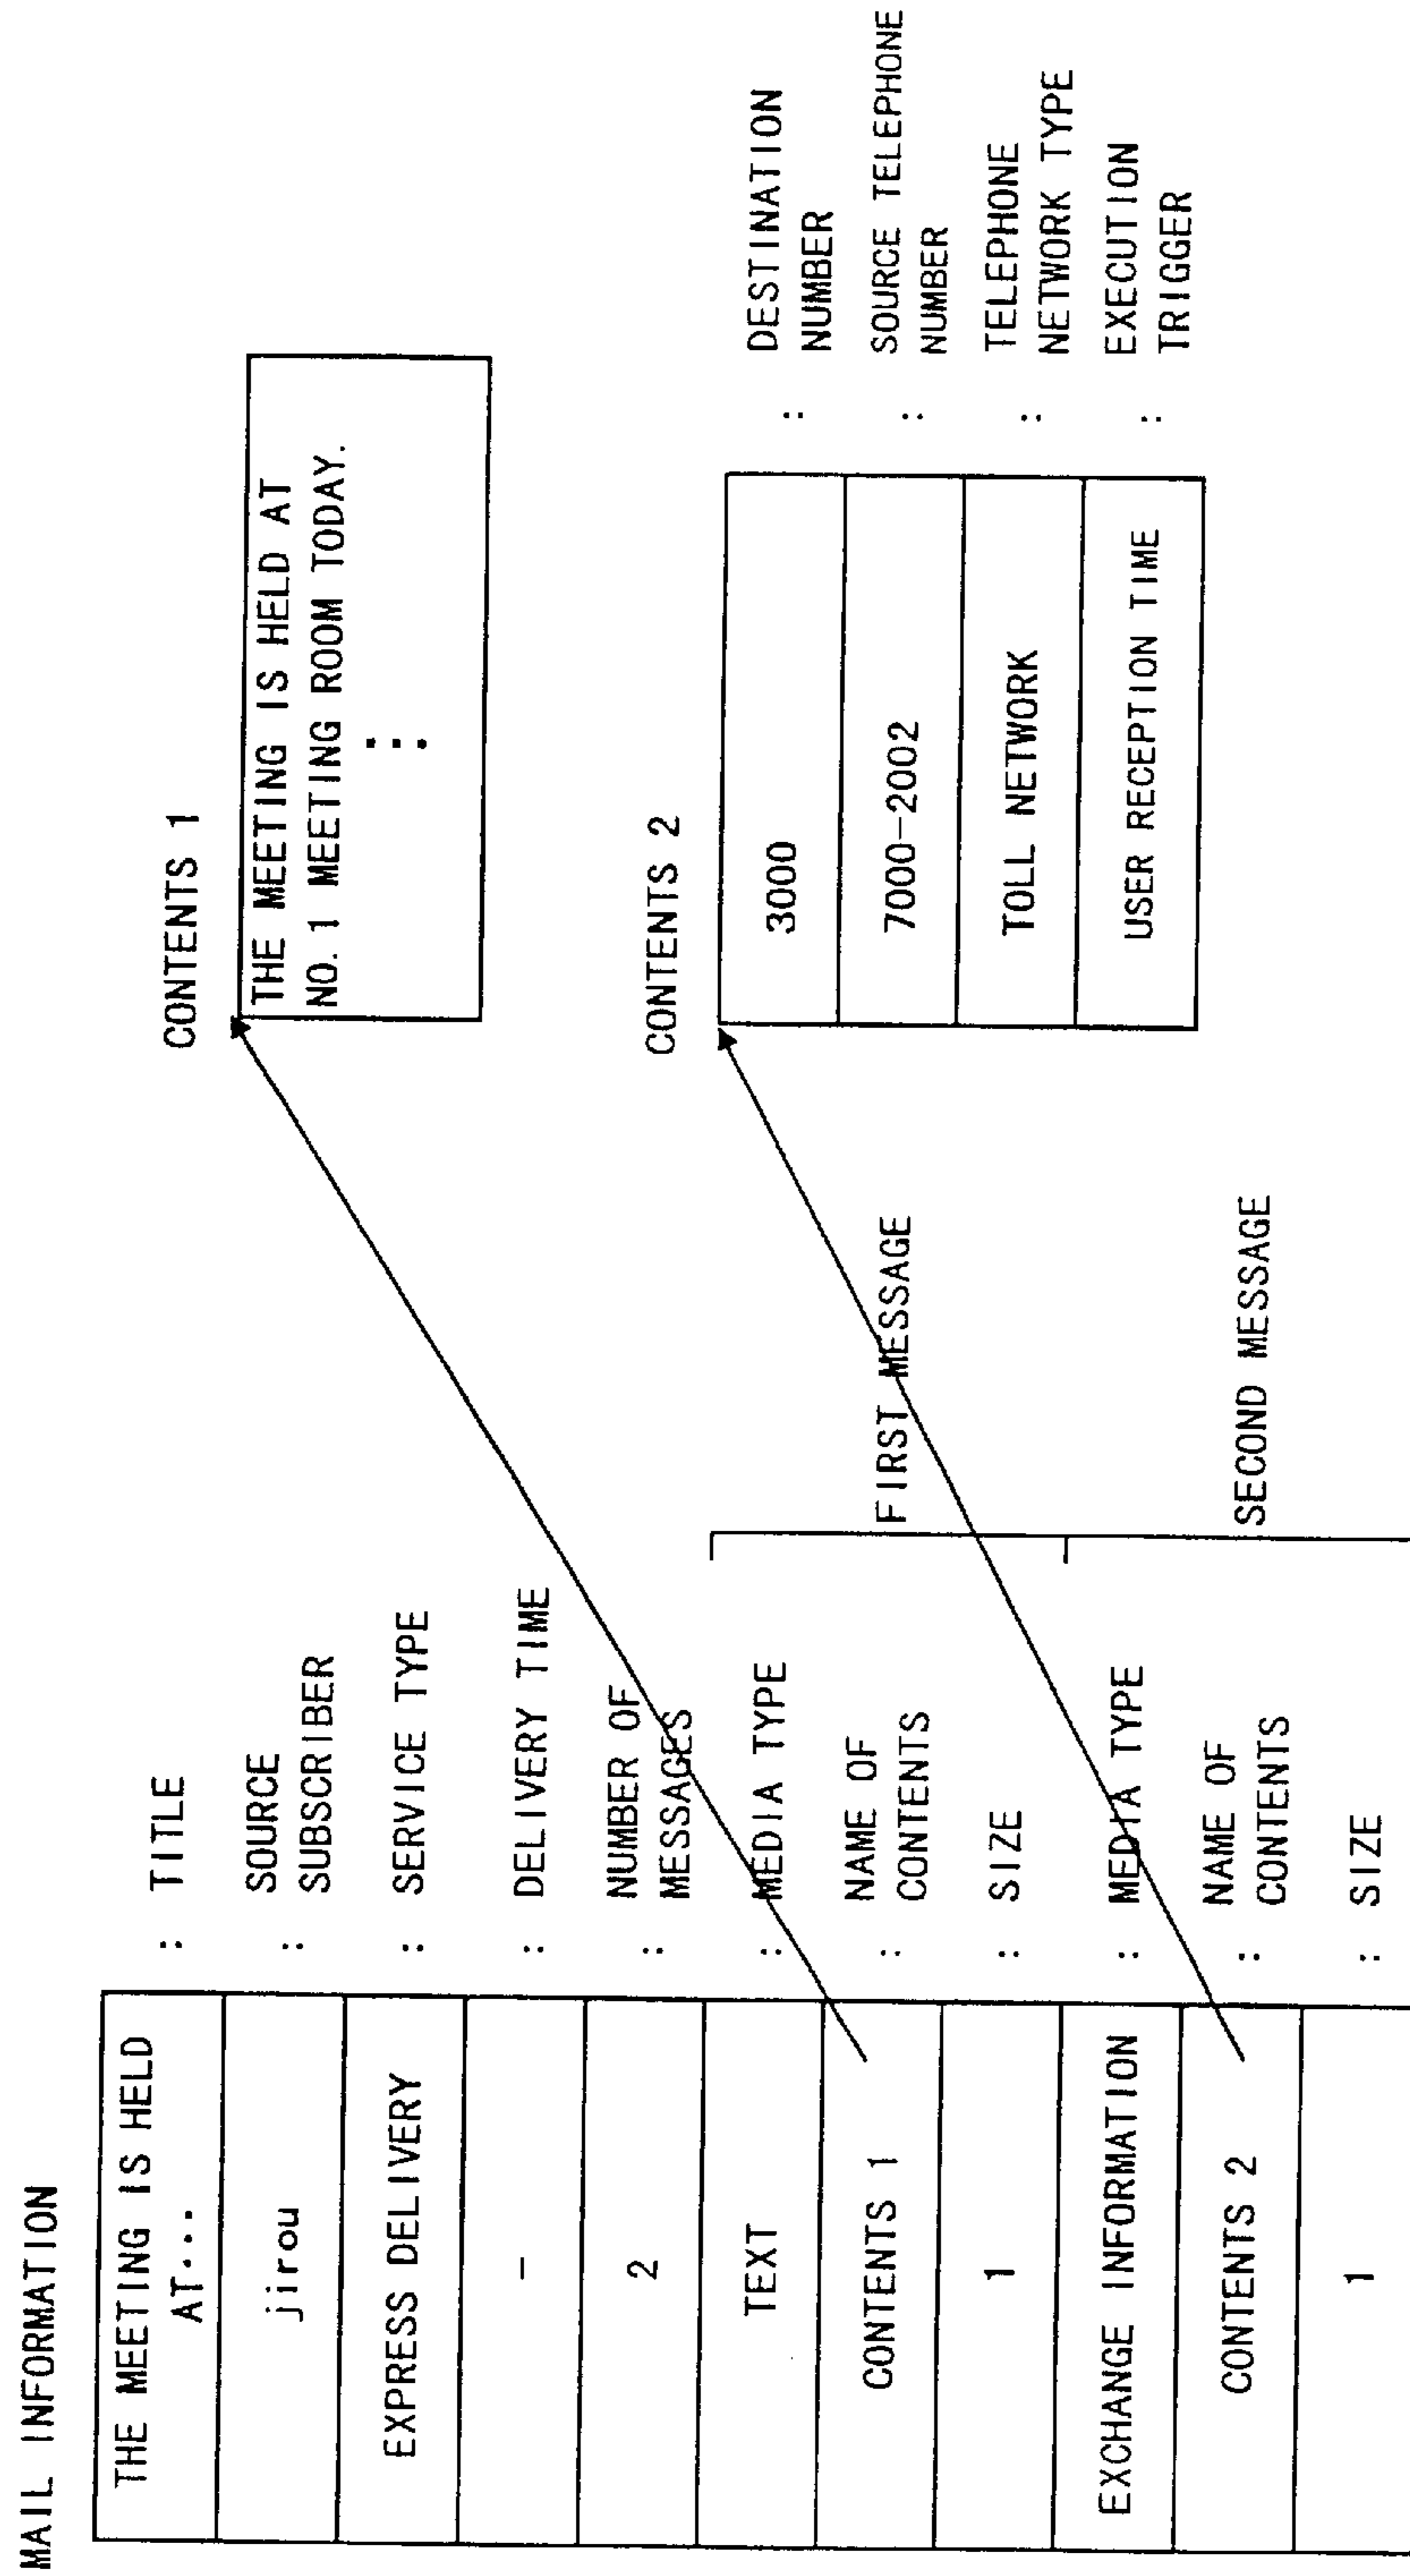 MAIL INFORMATION
THE MEETING IS HELD
AT...
: TITLE
jirou
: SOURCE
SUBSCRIBER
EXPRESS DELIVERY
: SERVICE TYPE
-
: DELIVERY TIME
2
: NUMBER OF
MESSAGES
TEXT
: MEDIA TYPE
CONTENTS 1
: NAME OF
CONTENTS
1
: SIZE
FIRST MESSAGE
EXCHANGE INFORMATION
: MEDIA TYPE
CONTENTS 2
: NAME OF
CONTENTS
1
: SIZE
SECOND MESSAGE
CONTENTS 1
THE MEETING IS HELD AT
NO. 1 MEETING ROOM TODAY.
⋮
CONTENTS 2
3000
: DESTINATION
NUMBER
7000-2002
: SOURCE TELEPHONE
NUMBER
TOLL NETWORK
: TELEPHONE
NETWORK TYPE
USER RECEPTION TIME
: EXECUTION
TRIGGER